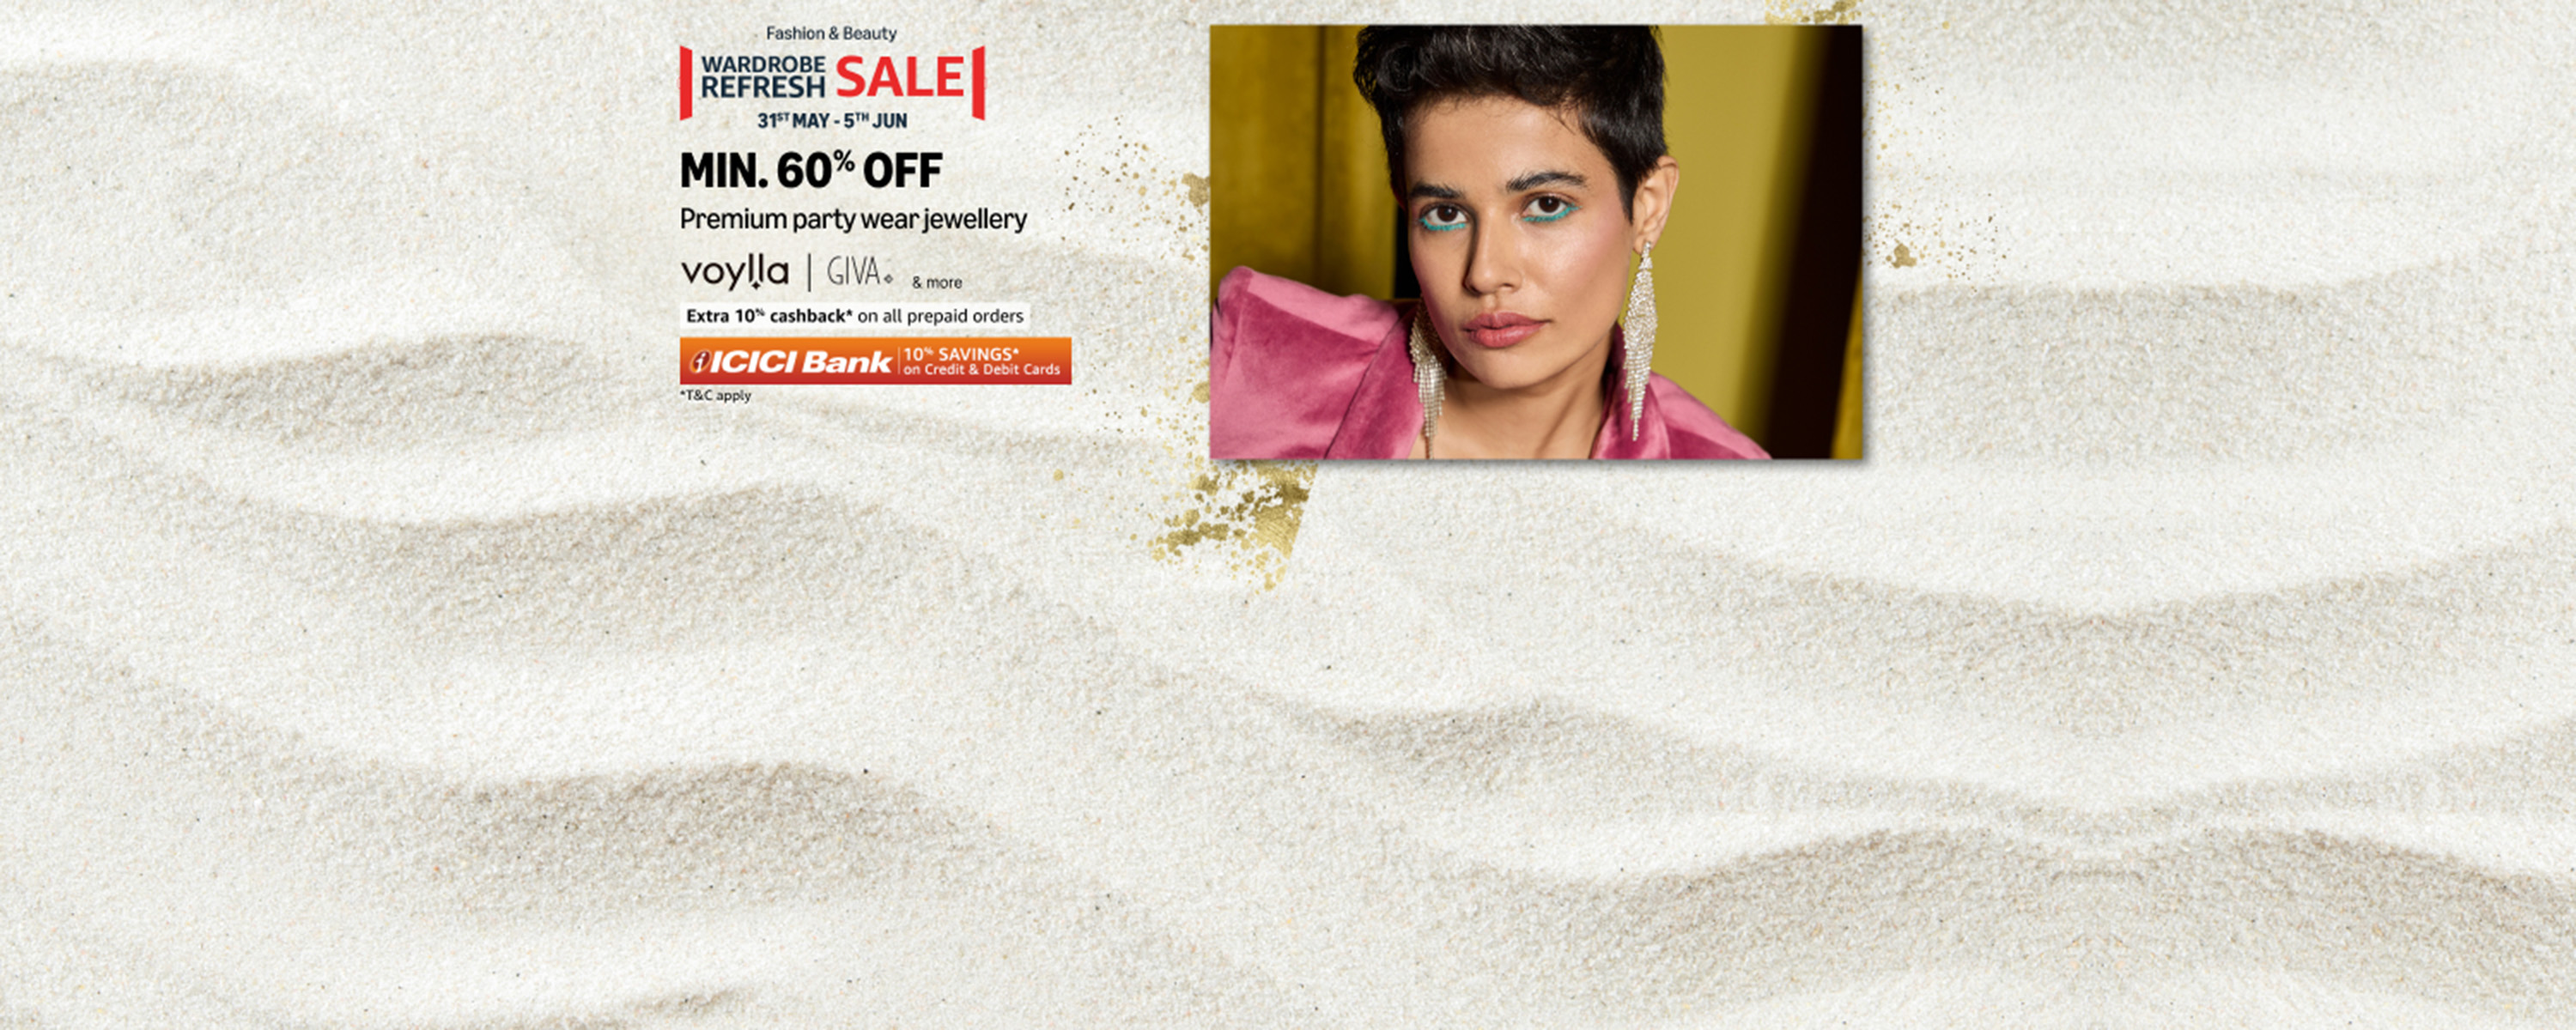 Fashion & Beauty
WARDROBE REFRESH SALE
31ST MAY - 5TH JUN
MIN. 60% OFF
Premium party wear jewellery
voylla | GIVA & more
Extra 10% cashback* on all prepaid orders
ICICI Bank | 10% SAVINGS*
on Credit & Debit Cards
*T&C apply